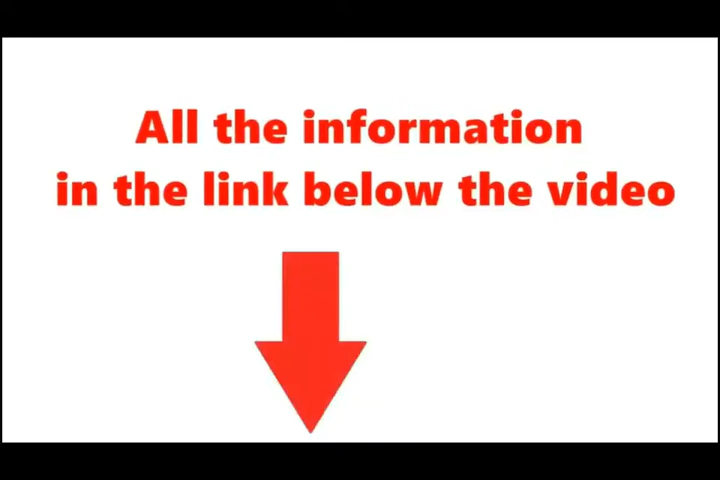 All the information
in the link below the video